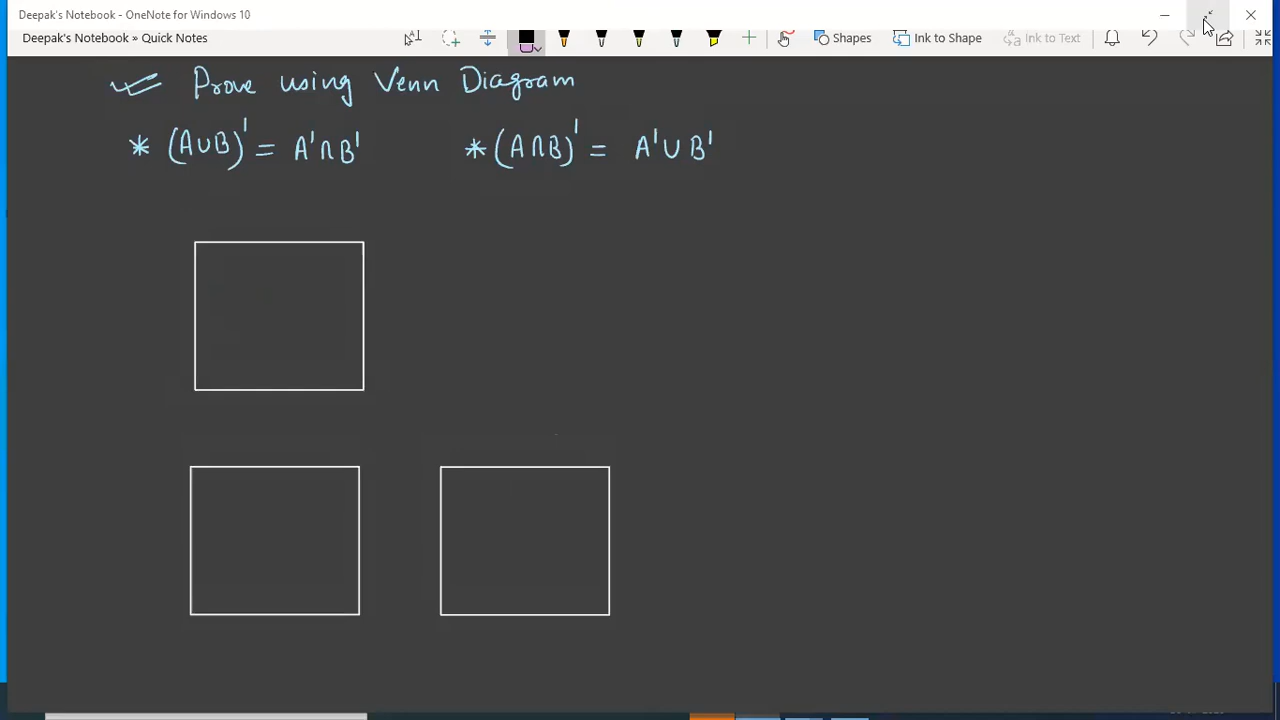 Deepak's Notebook - OneNote for Windows 10
Deepak's Notebook » Quick Notes
Shapes Ink to Shape Ink to Text
Prove using Venn Diagram
* (A∪B)' = A'∩B' * (A∩B)' = A'∪B'